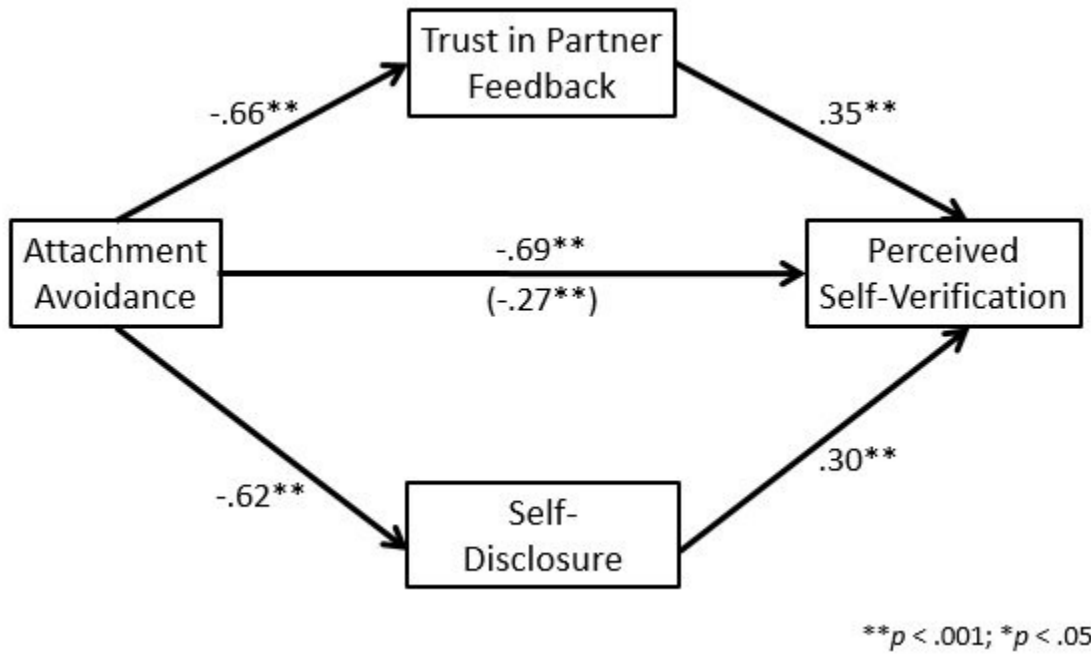 Trust in Partner
Feedback
-.66**
.35**
Attachment
Avoidance
-.69**
(-.27**)
Perceived
Self-Verification
-.62**
.30**
Self-
Disclosure
**p < .001; *p < .05